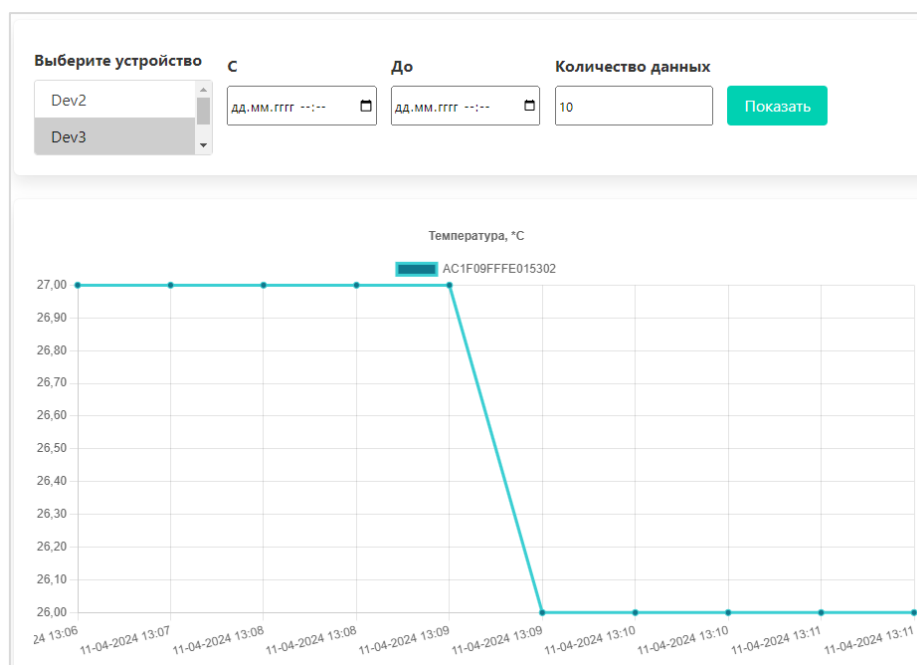 Выберите устройство
С
До
Количество данных
Dev2
Dev3
дд.мм.гггг --:--
дд.мм.гггг --:--
10
Показать
Температура, *С
AC1F09FFFE015302
27,00
26,90
26,80
26,70
26,60
26,50
26,40
26,30
26,20
26,10
26,00
24 13:06
11-04-2024 13:07
11-04-2024 13:08
11-04-2024 13:08
11-04-2024 13:09
11-04-2024 13:09
11-04-2024 13:10
11-04-2024 13:10
11-04-2024 13:11
11-04-2024 13:11